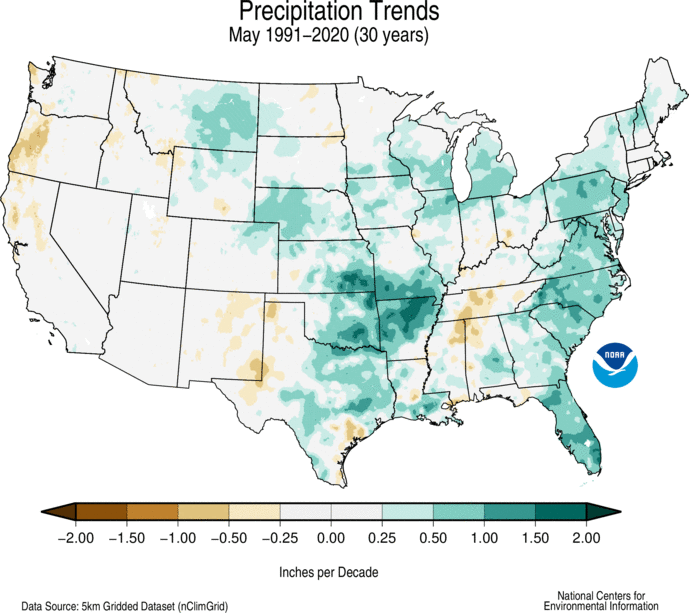 Precipitation Trends
May 1991–2020 (30 years)
NOAA
−2.00 −1.50 −1.00 −0.50 −0.25 0.00 0.25 0.50 1.00 1.50 2.00
Inches per Decade
Data Source: 5km Gridded Dataset (nClimGrid)
National Centers for
Environmental Information